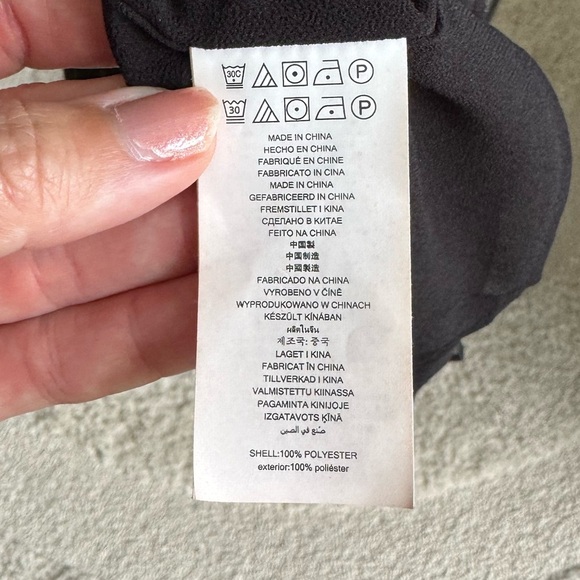 30C P
30 P
MADE IN CHINA
HECHO EN CHINA
FABRIQUÉ EN CHINE
FABBRICATO IN CINA
MADE IN CHINA
GEFABRICEERD IN CHINA
FREMSTILLET I KINA
СДЕЛАНО В КИТАЕ
FEITO NA CHINA
中国製
中国制造
中國製造
FABRICADO NA CHINA
VYROBENO V ČÍNĚ
WYPRODUKOWANO W CHINACH
KÉSZÜLT KÍNÁBAN
ผลิตในจีน
제조국: 중국
LAGET I KINA
FABRICAT ÎN CHINA
TILLVERKAD I KINA
VALMISTETTU KIINASSA
PAGAMINTA KINIJOJE
IZGATAVOTS ĶĪNĀ
صنع في الصين
SHELL:100% POLYESTER
exterior:100% poliéster